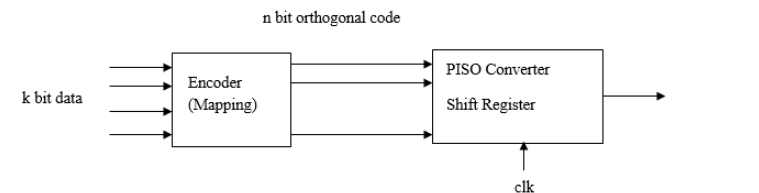 n bit orthogonal code
k bit data
Encoder
(Mapping)
PISO Converter
Shift Register
clk